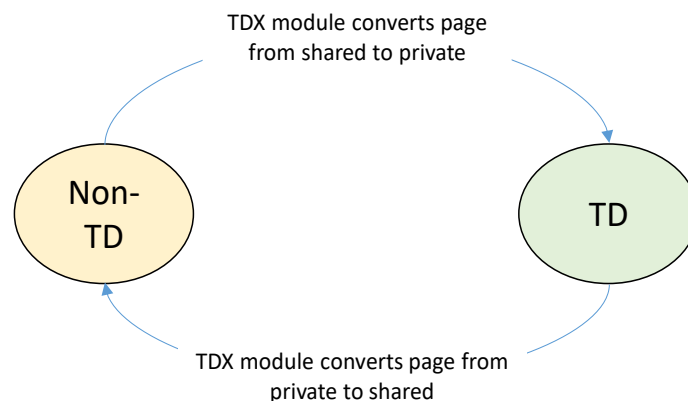 TDX module converts page
from shared to private
Non-
TD
TD
TDX module converts page from
private to shared